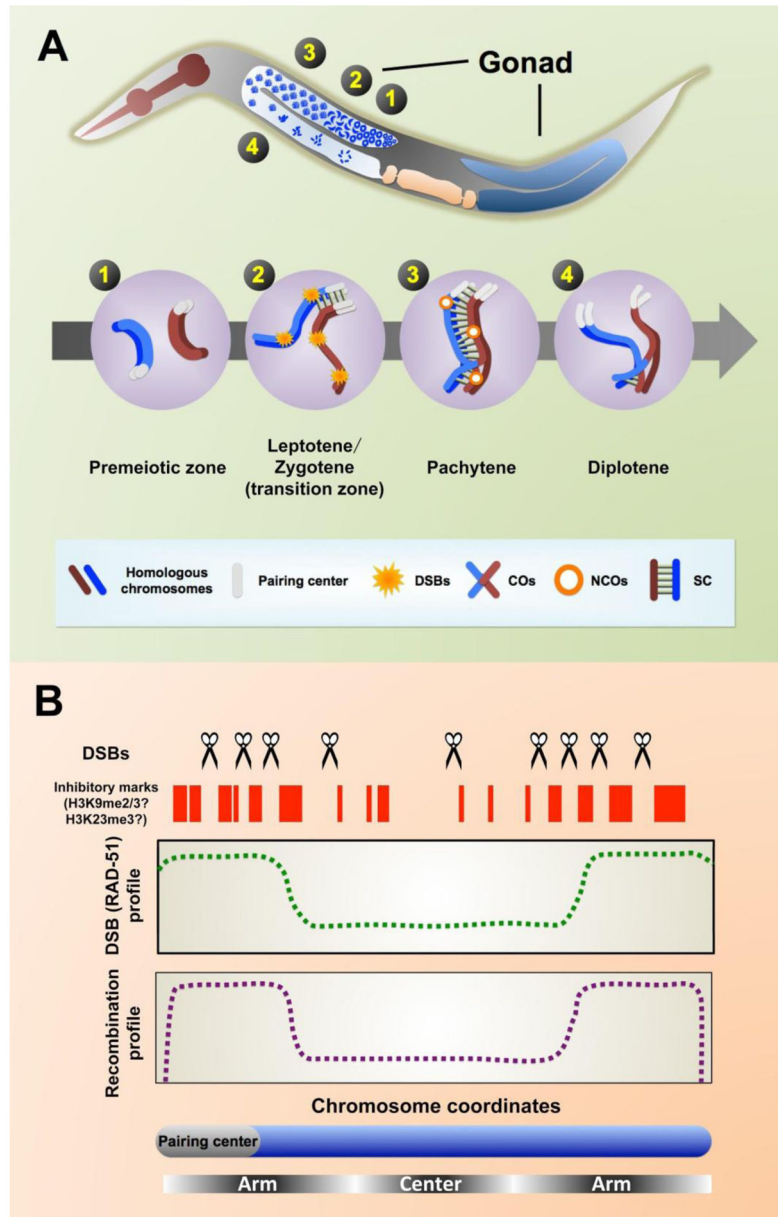 A
3
2
1
Gonad
4
1
2
3
4
Premeiotic zone
Leptotene/
Zygotene
(transition zone)
Pachytene
Diplotene
Homologous
chromosomes
Pairing center
DSBs
COs
NCOs
SC
B
DSBs
Inhibitory marks
(H3K9me2/3?
H3K23me3?)
DSB (RAD-51)
profile
Recombination
profile
Chromosome coordinates
Pairing center
Arm
Center
Arm